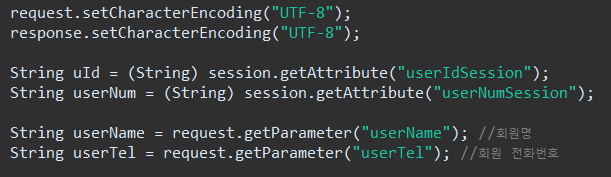 request.setCharacterEncoding("UTF-8");
response.setCharacterEncoding("UTF-8");
String uId = (String) session.getAttribute("userIdSession");
String userNum = (String) session.getAttribute("userNumSession");
String userName = request.getParameter("userName"); //회원명
String userTel = request.getParameter("userTel"); //회원 전화번호